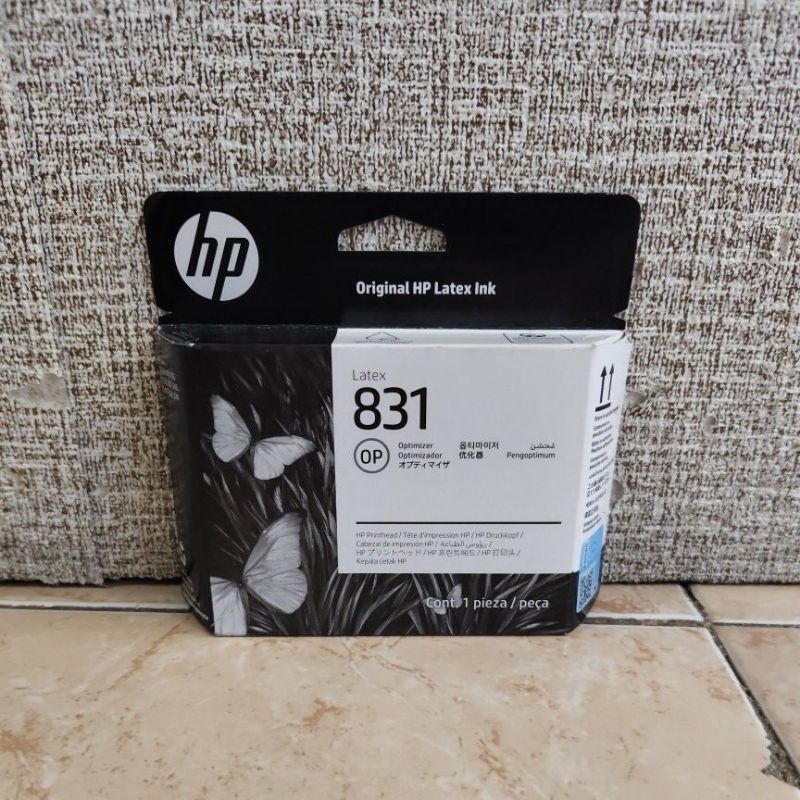 hp
Original HP Latex Ink
Latex
831
OP
Optimizer 옵티마이저 مُحسّن
Optimizador 优化器 Pengoptimum
オプティマイザ
HP Printhead / Tête d'impression HP / HP Druckkopf /
Cabezal de impresión HP / رؤوس الطباعة /
HP プリントヘッド / HP 프린트헤드 / HP 打印头 /
Kepala cetak HP
Cont. 1 pieza / peça